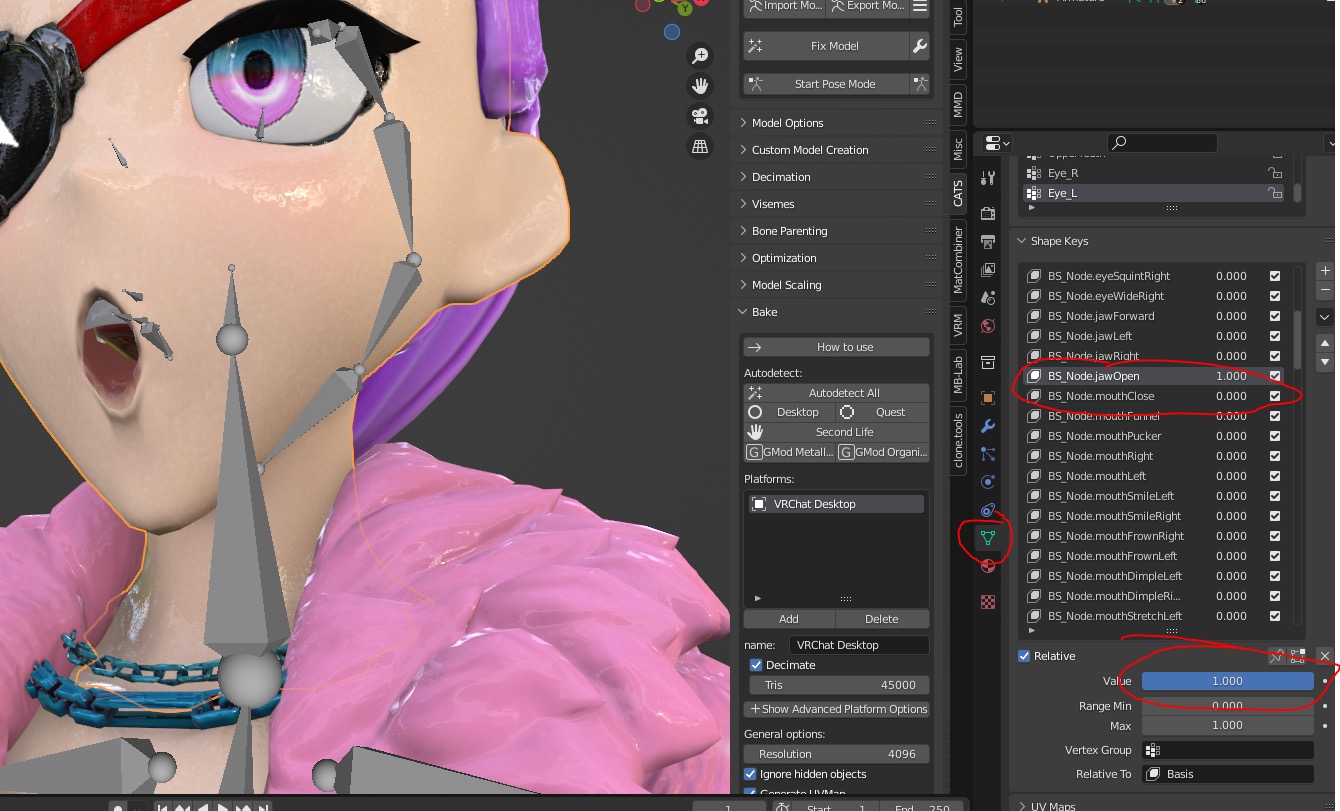 Import Mo... Export Mo...
Fix Model
Start Pose Mode
Model Options
Custom Model Creation
Decimation
Visemes
Bone Parenting
Optimization
Model Scaling
Bake
How to use
Autodetect:
Autodetect All
Desktop Quest
Second Life
G GMod Metall... G GMod Organi...
Platforms:
VRChat Desktop
Add Delete
name: VRChat Desktop
Decimate
Tris 45000
Show Advanced Platform Options
General options:
Resolution 4096
Ignore hidden objects
Generate UVMap
Tool
View
MMD
Misc
CATS
MatCombiner
VRM
MB-Lab
clone.tools
Y
Eye_R
Eye_L
Shape Keys
BS_Node.eyeSquintRight 0.000
BS_Node.eyeWideRight 0.000
BS_Node.jawForward 0.000
BS_Node.jawLeft 0.000
BS_Node.jawRight 0.000
BS_Node.jawOpen 1.000
BS_Node.mouthClose 0.000
BS_Node.mouthFunnel 0.000
BS_Node.mouthPucker 0.000
BS_Node.mouthRight 0.000
BS_Node.mouthLeft 0.000
BS_Node.mouthSmileLeft 0.000
BS_Node.mouthSmileRight 0.000
BS_Node.mouthFrownRight 0.000
BS_Node.mouthFrownLeft 0.000
BS_Node.mouthDimpleLeft 0.000
BS_Node.mouthDimpleRi... 0.000
BS_Node.mouthStretchLeft 0.000
Relative
Value 1.000
Range Min 0.000
Max 1.000
Vertex Group
Relative To Basis
UV Maps
1 Start 1 End 250